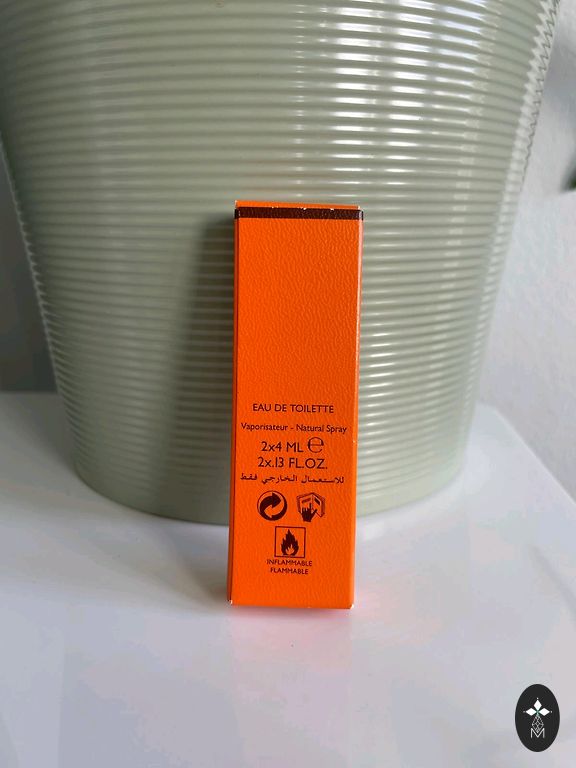 EAU DE TOILETTE
Vaporisateur - Natural Spray
2x4 ML ℮
2x.13 FL.OZ.
للاستعمال الخارجي فقط
INFLAMMABLE
FLAMMABLE
M